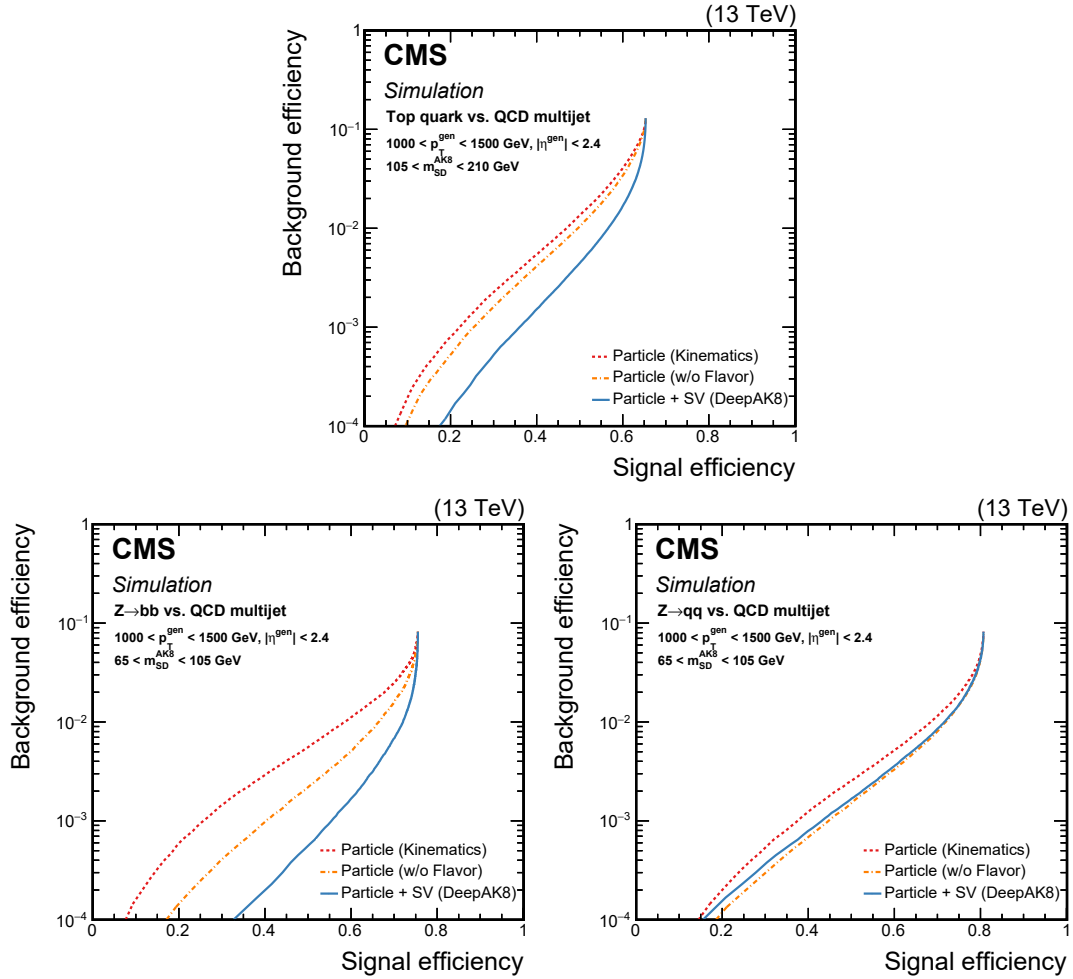 (13 TeV)
CMS
Simulation
Top quark vs. QCD multijet
1000 < p_T^gen < 1500 GeV, |η^gen| < 2.4
105 < m_SD^AK8 < 210 GeV
Background efficiency
1
10⁻¹
10⁻²
10⁻³
10⁻⁴
Particle (Kinematics)
Particle (w/o Flavor)
Particle + SV (DeepAK8)
0 0.2 0.4 0.6 0.8 1
Signal efficiency
(13 TeV)
CMS
Simulation
Z→bb vs. QCD multijet
1000 < p_T^gen < 1500 GeV, |η^gen| < 2.4
65 < m_SD^AK8 < 105 GeV
Background efficiency
1
10⁻¹
10⁻²
10⁻³
10⁻⁴
Particle (Kinematics)
Particle (w/o Flavor)
Particle + SV (DeepAK8)
0 0.2 0.4 0.6 0.8 1
Signal efficiency
(13 TeV)
CMS
Simulation
Z→qq vs. QCD multijet
1000 < p_T^gen < 1500 GeV, |η^gen| < 2.4
65 < m_SD^AK8 < 105 GeV
Background efficiency
1
10⁻¹
10⁻²
10⁻³
10⁻⁴
Particle (Kinematics)
Particle (w/o Flavor)
Particle + SV (DeepAK8)
0 0.2 0.4 0.6 0.8 1
Signal efficiency